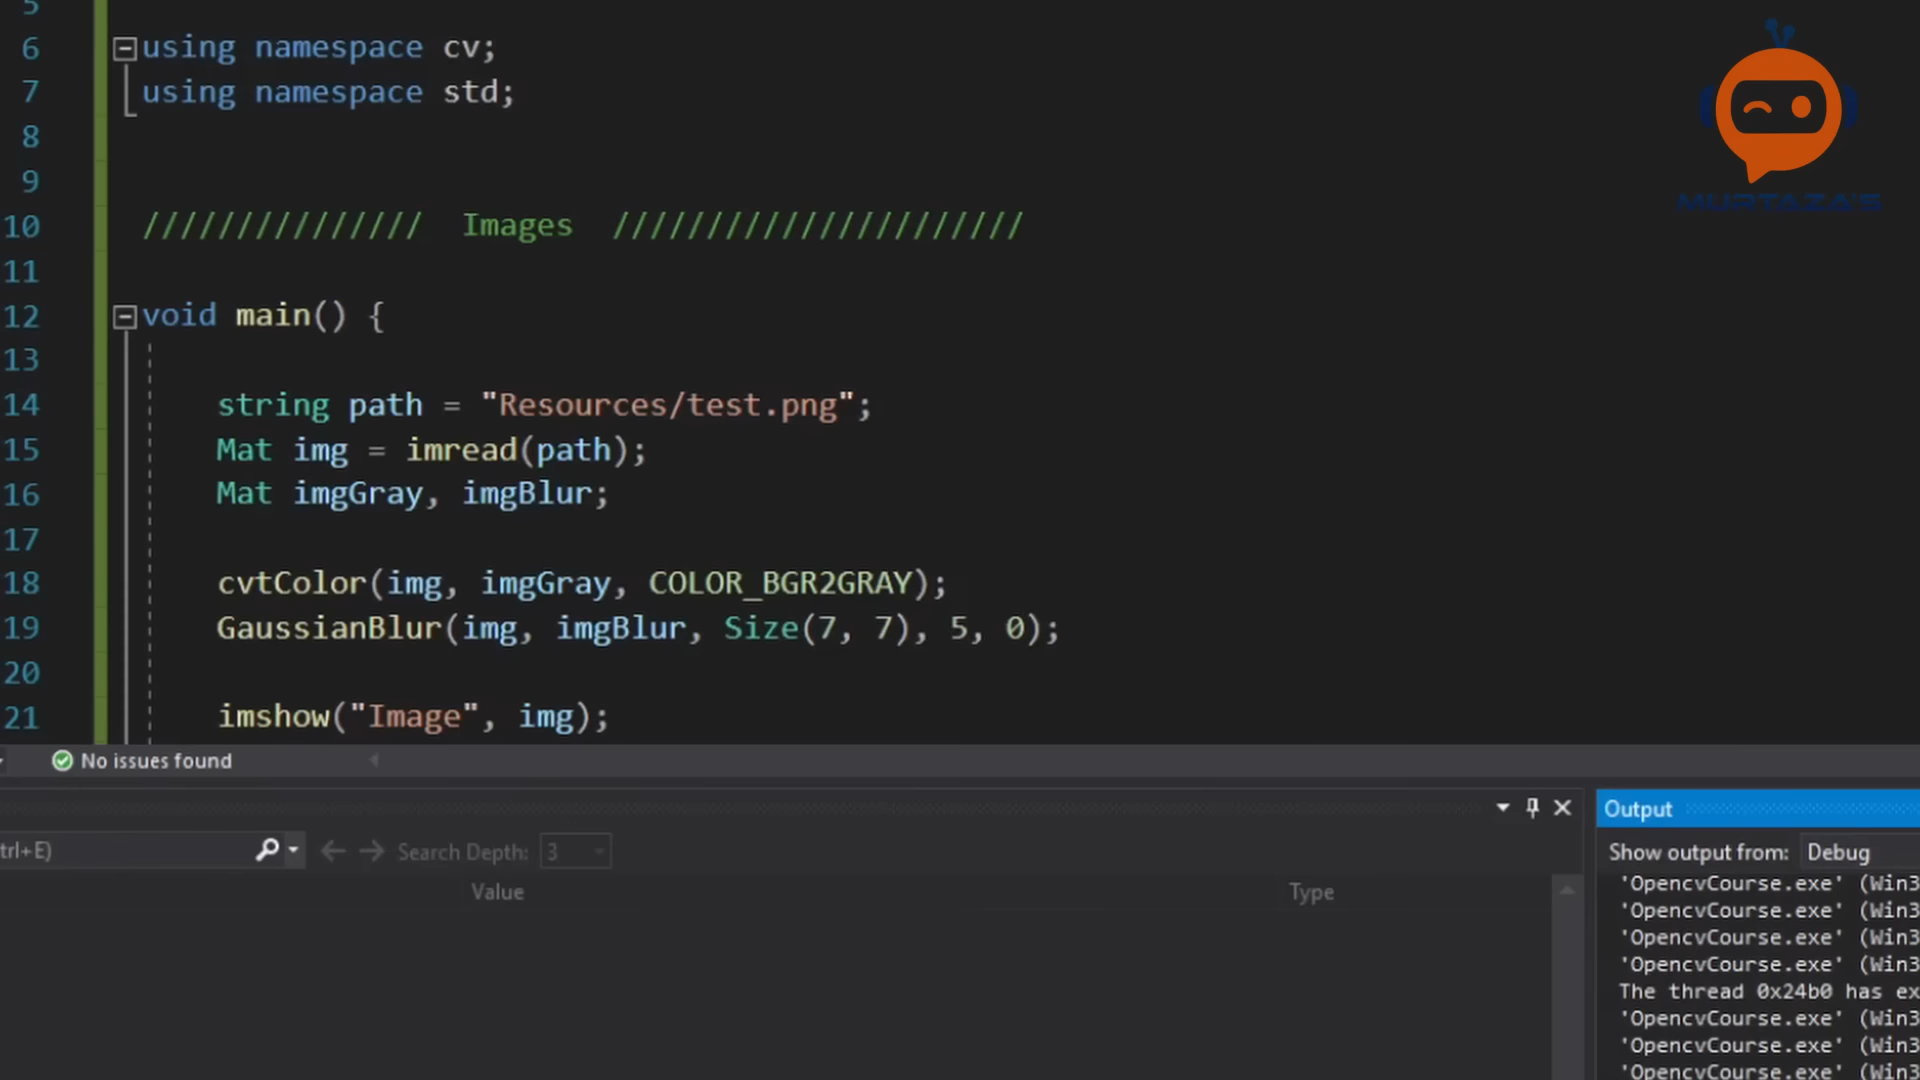 5
6 using namespace cv;
7 using namespace std;
8
9
10 /////////////// Images //////////////////////
11
12 void main() {
13
14 string path = "Resources/test.png";
15 Mat img = imread(path);
16 Mat imgGray, imgBlur;
17
18 cvtColor(img, imgGray, COLOR_BGR2GRAY);
19 GaussianBlur(img, imgBlur, Size(7, 7), 5, 0);
20
21 imshow("Image", img);
MURTAZA'S
No issues found
trl+E)
Search Depth: 3
Value Type
Output
Show output from: Debug
'OpencvCourse.exe' (Win3
'OpencvCourse.exe' (Win3
'OpencvCourse.exe' (Win3
'OpencvCourse.exe' (Win3
The thread 0x24b0 has ex
'OpencvCourse.exe' (Win3
'OpencvCourse.exe' (Win3
'OpencvCourse.exe' (Win3